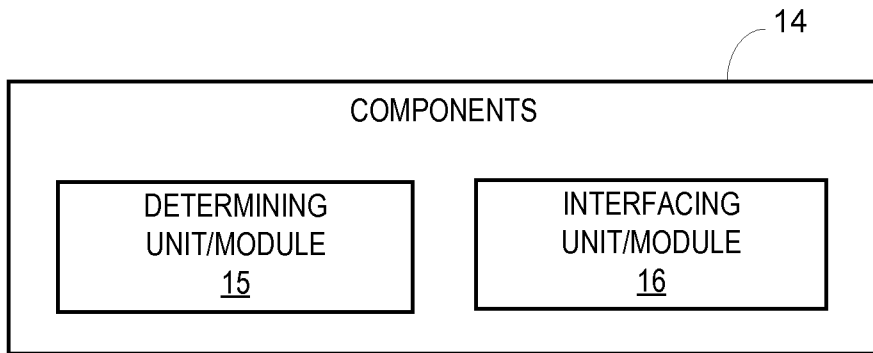 14
COMPONENTS
DETERMINING
UNIT/MODULE
15
INTERFACING
UNIT/MODULE
16